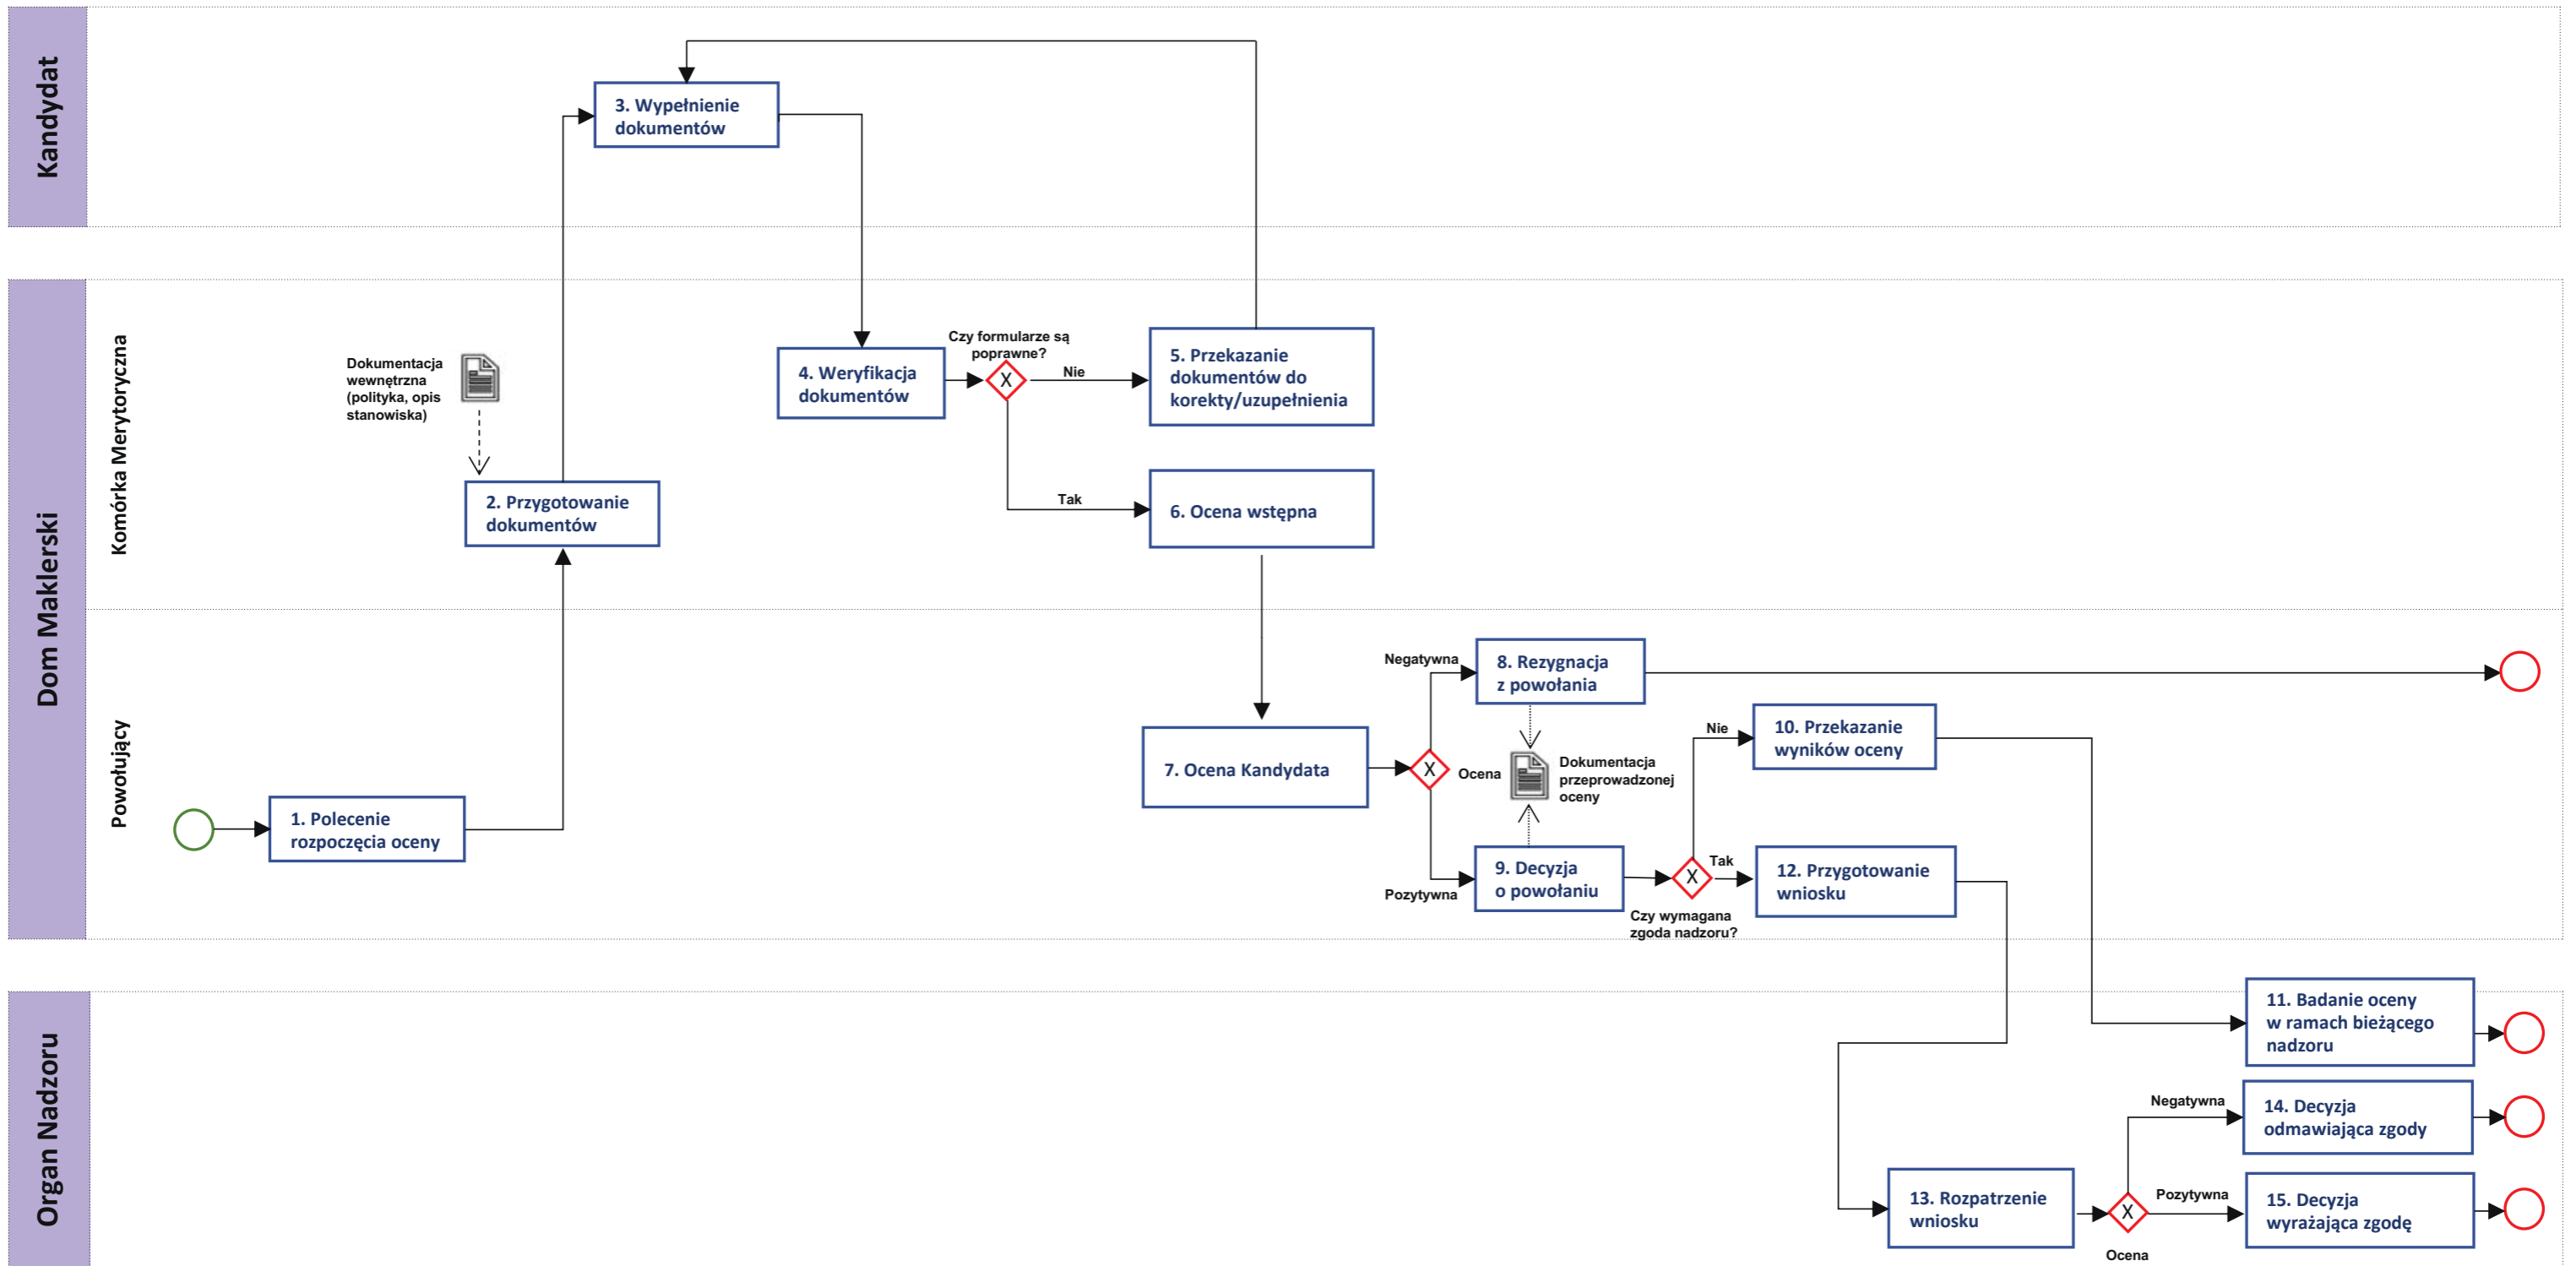 Kandydat
3. Wypełnienie
dokumentów
Dom Maklerski
Komórka Merytoryczna
Dokumentacja
wewnętrzna
(polityka, opis
stanowiska)
2. Przygotowanie
dokumentów
4. Weryfikacja
dokumentów
Czy formularze są
poprawne?
X
Nie
Tak
5. Przekazanie
dokumentów do
korekty/uzupełnienia
6. Ocena wstępna
Powołujący
1. Polecenie
rozpoczęcia oceny
7. Ocena Kandydata
X
Ocena
Negatywna
Pozytywna
8. Rezygnacja
z powołania
Dokumentacja
przeprowadzonej
oceny
9. Decyzja
o powołaniu
X
Czy wymagana
zgoda nadzoru?
Nie
Tak
10. Przekazanie
wyników oceny
12. Przygotowanie
wniosku
Organ Nadzoru
11. Badanie oceny
w ramach bieżącego
nadzoru
13. Rozpatrzenie
wniosku
X
Ocena
Negatywna
Pozytywna
14. Decyzja
odmawiająca zgody
15. Decyzja
wyrażająca zgodę